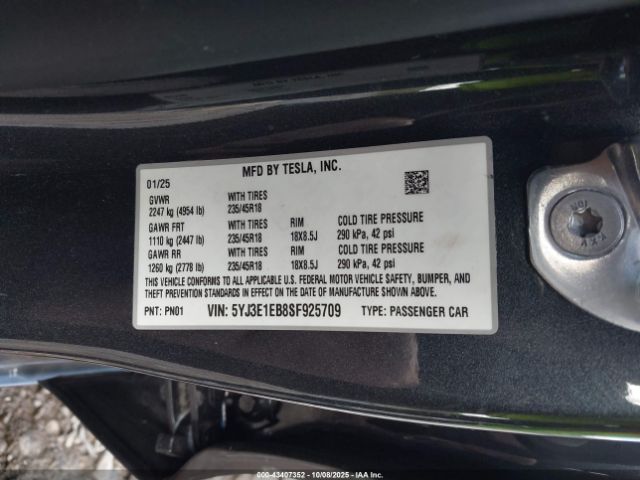 MFD BY TESLA, INC.
01/25
GVWR WITH TIRES
2247 kg (4954 lb) 235/45R18
GAWR FRT WITH TIRES RIM COLD TIRE PRESSURE
1110 kg (2447 lb) 235/45R18 18X8.5J 290 kPa, 42 psi
GAWR RR WITH TIRES RIM COLD TIRE PRESSURE
1260 kg (2778 lb) 235/45R18 18X8.5J 290 kPa, 42 psi
THIS VEHICLE CONFORMS TO ALL APPLICABLE U.S. FEDERAL MOTOR VEHICLE SAFETY, BUMPER, AND
THEFT PREVENTION STANDARDS IN EFFECT ON THE DATE OF MANUFACTURE SHOWN ABOVE.
PNT: PN01 VIN: 5YJ3E1EB8SF925709 TYPE: PASSENGER CAR
000-43407352 | 10/08/2025 | IAA Inc.